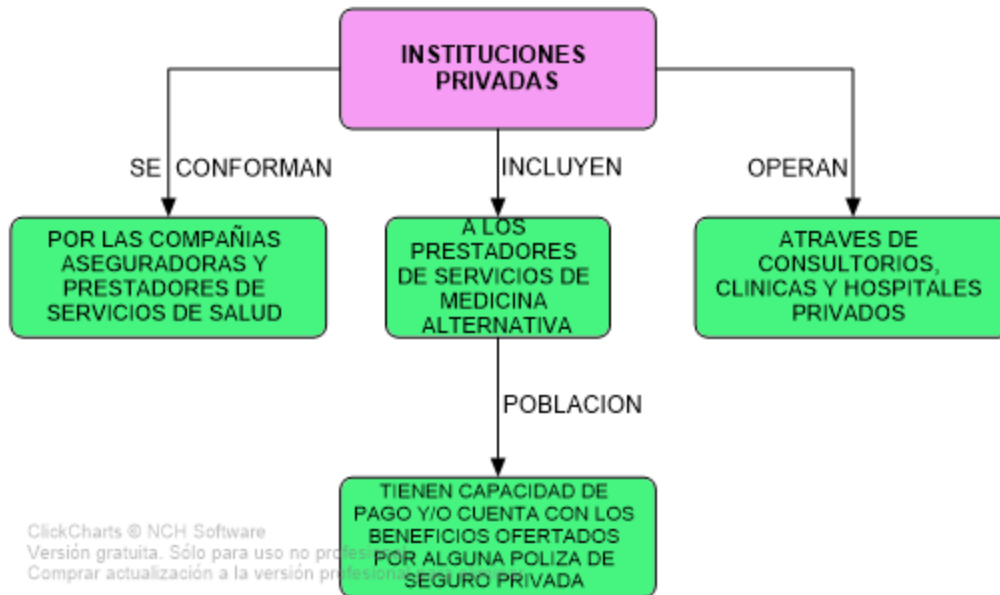 INSTITUCIONES
PRIVADAS
SE CONFORMAN
INCLUYEN
OPERAN
POR LAS COMPAÑIAS
ASEGURADORAS Y
PRESTADORES DE
SERVICIOS DE SALUD
A LOS
PRESTADORES
DE SERVICIOS DE
MEDICINA
ALTERNATIVA
ATRAVES DE
CONSULTORIOS,
CLINICAS Y HOSPITALES
PRIVADOS
POBLACION
TIENEN CAPACIDAD DE
PAGO Y/O CUENTA CON LOS
BENEFICIOS OFERTADOS
POR ALGUNA POLIZA DE
SEGURO PRIVADA
ClickCharts © NCH Software
Versión gratuita. Sólo para uso no profesional.
Comprar actualización a la versión profesional